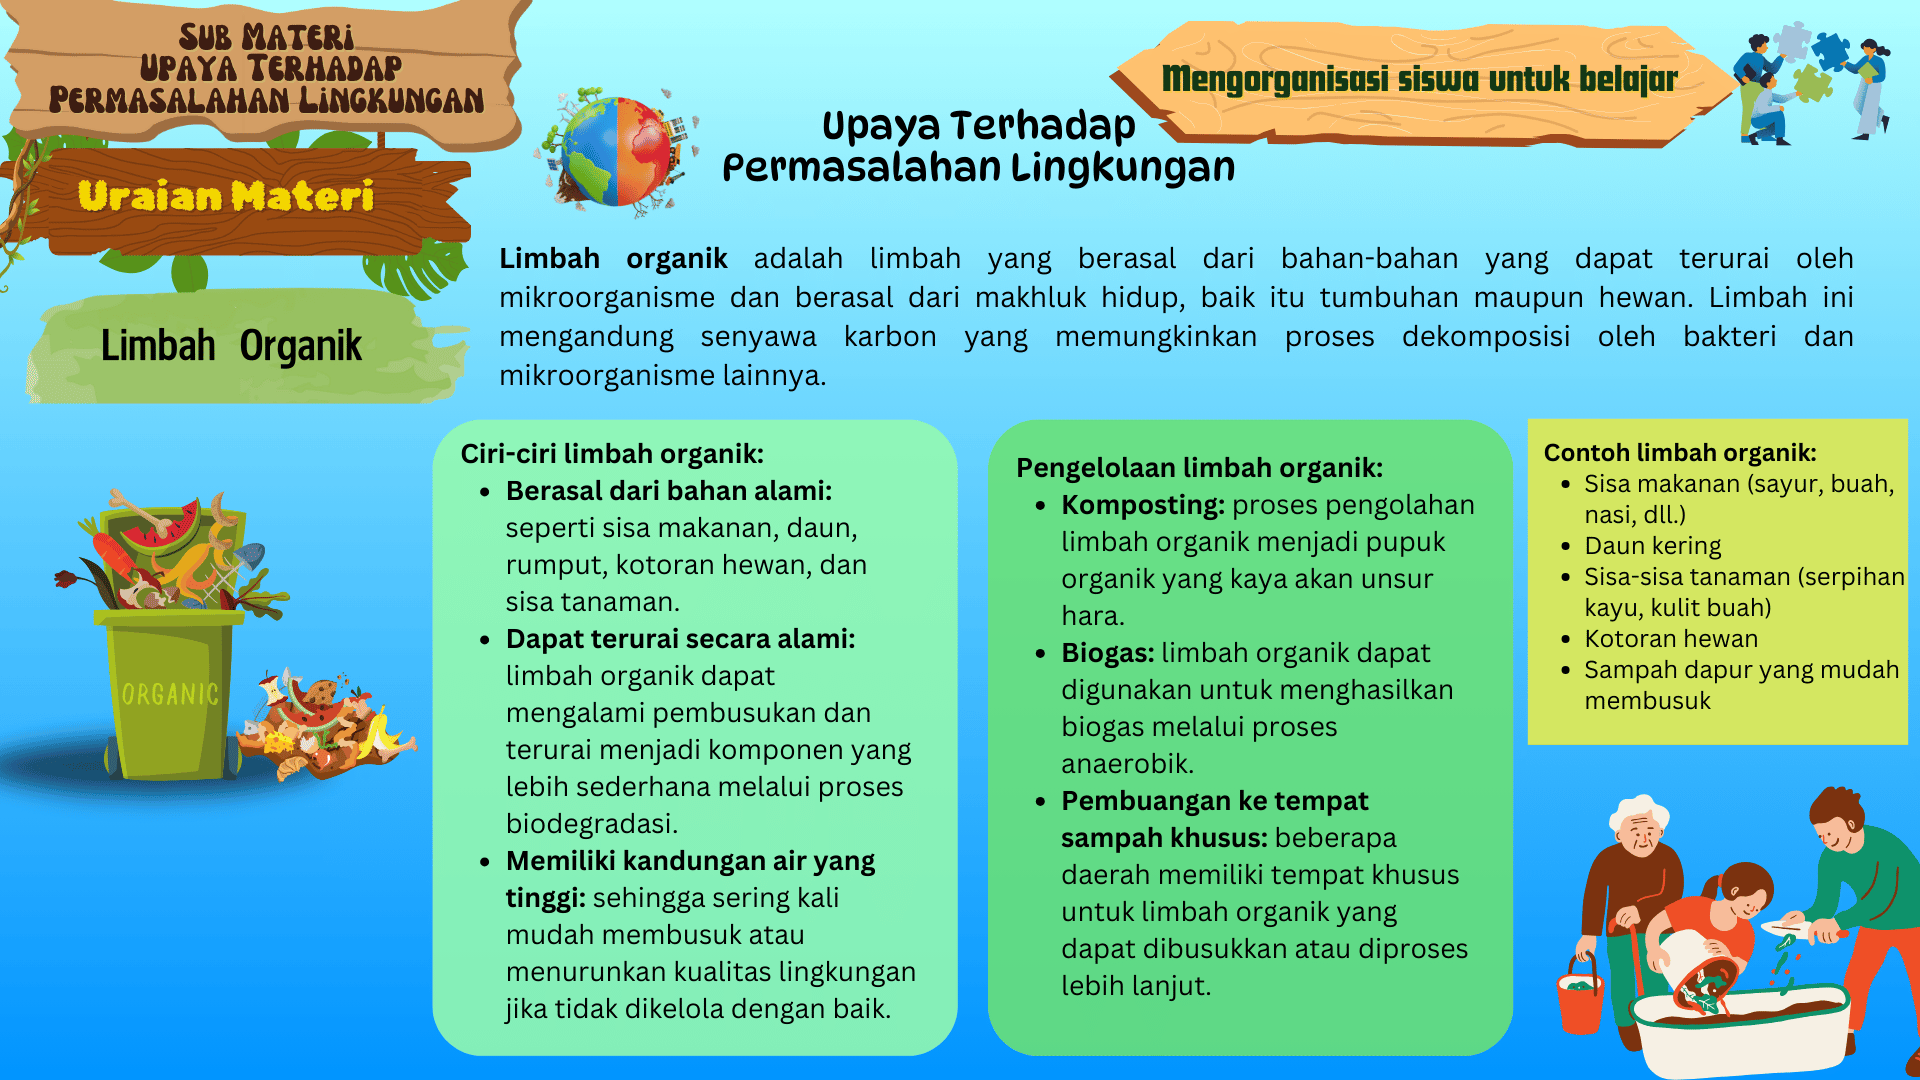 Sub Materi
Upaya Terhadap
Permasalahan Lingkungan
Uraian Materi
Limbah Organik
Mengorganisasi siswa untuk belajar
Upaya Terhadap
Permasalahan Lingkungan
Limbah organik adalah limbah yang berasal dari bahan-bahan yang dapat terurai oleh
mikroorganisme dan berasal dari makhluk hidup, baik itu tumbuhan maupun hewan. Limbah ini
mengandung senyawa karbon yang memungkinkan proses dekomposisi oleh bakteri dan
mikroorganisme lainnya.
ORGANIC
Ciri-ciri limbah organik:
• Berasal dari bahan alami:
seperti sisa makanan, daun,
rumput, kotoran hewan, dan
sisa tanaman.
• Dapat terurai secara alami:
limbah organik dapat
mengalami pembusukan dan
terurai menjadi komponen yang
lebih sederhana melalui proses
biodegradasi.
• Memiliki kandungan air yang
tinggi: sehingga sering kali
mudah membusuk atau
menurunkan kualitas lingkungan
jika tidak dikelola dengan baik.
Pengelolaan limbah organik:
• Komposting: proses pengolahan
limbah organik menjadi pupuk
organik yang kaya akan unsur
hara.
• Biogas: limbah organik dapat
digunakan untuk menghasilkan
biogas melalui proses
anaerobik.
• Pembuangan ke tempat
sampah khusus: beberapa
daerah memiliki tempat khusus
untuk limbah organik yang
dapat dibusukkan atau diproses
lebih lanjut.
Contoh limbah organik:
• Sisa makanan (sayur, buah,
nasi, dll.)
• Daun kering
• Sisa-sisa tanaman (serpihan
kayu, kulit buah)
• Kotoran hewan
• Sampah dapur yang mudah
membusuk